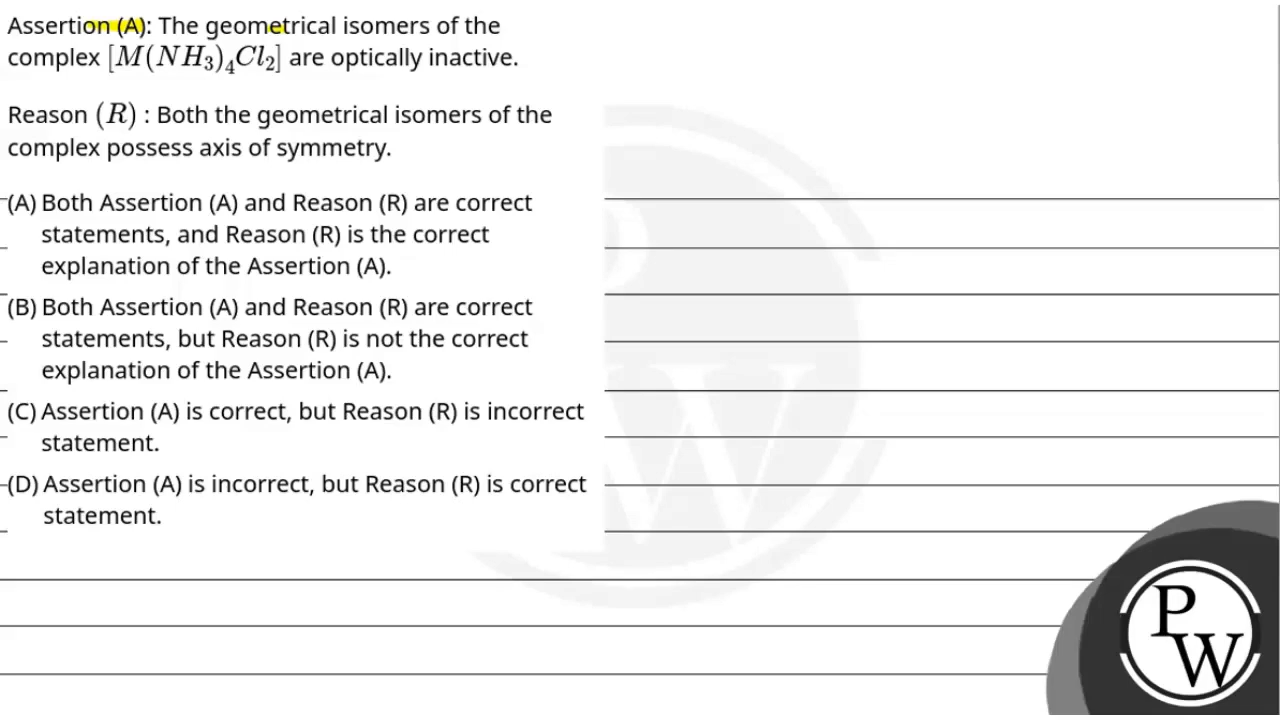 Assertion (A): The geometrical isomers of the
complex [M(NH₃)₄Cl₂] are optically inactive.
Reason (R) : Both the geometrical isomers of the
complex possess axis of symmetry.
(A) Both Assertion (A) and Reason (R) are correct
statements, and Reason (R) is the correct
explanation of the Assertion (A).
(B) Both Assertion (A) and Reason (R) are correct
statements, but Reason (R) is not the correct
explanation of the Assertion (A).
(C) Assertion (A) is correct, but Reason (R) is incorrect
statement.
(D) Assertion (A) is incorrect, but Reason (R) is correct
statement.
P
W